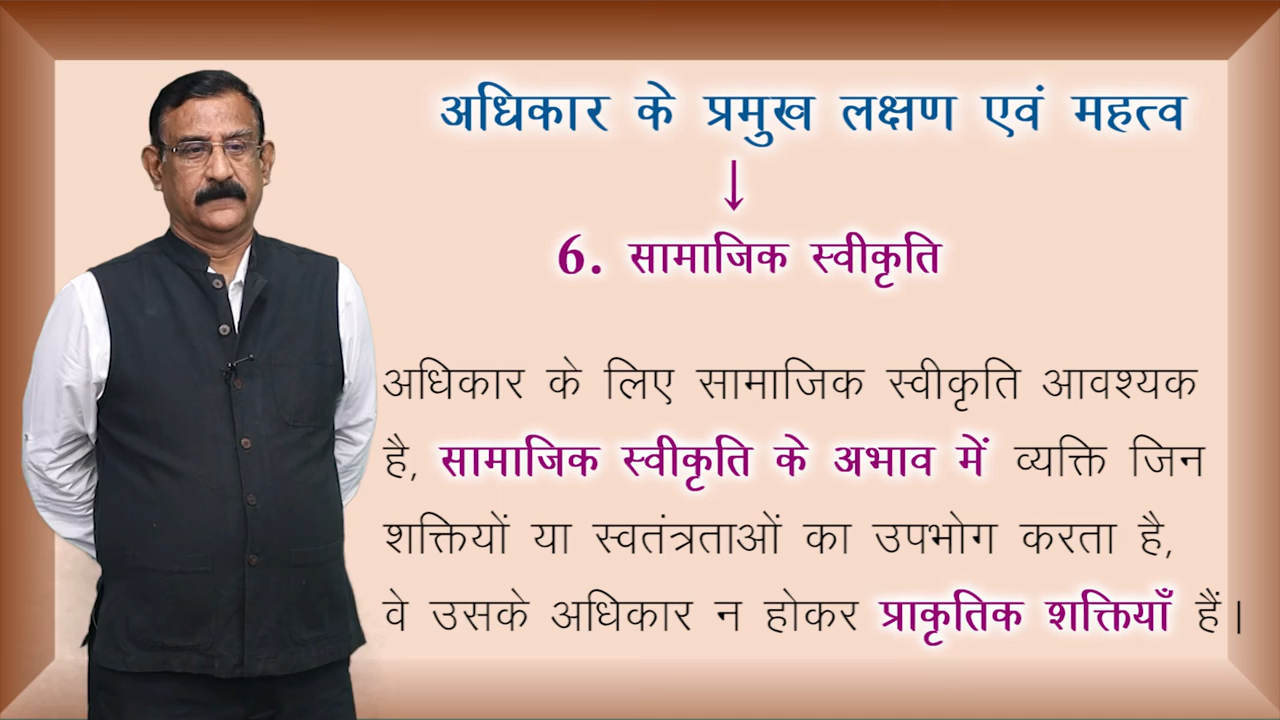 अधिकार के प्रमुख लक्षण एवं महत्व
↓
6. सामाजिक स्वीकृति
अधिकार के लिए सामाजिक स्वीकृति आवश्यक
है, सामाजिक स्वीकृति के अभाव में व्यक्ति जिन
शक्तियों या स्वतंत्रताओं का उपभोग करता है,
वे उसके अधिकार न होकर प्राकृतिक शक्तियाँ हैं।